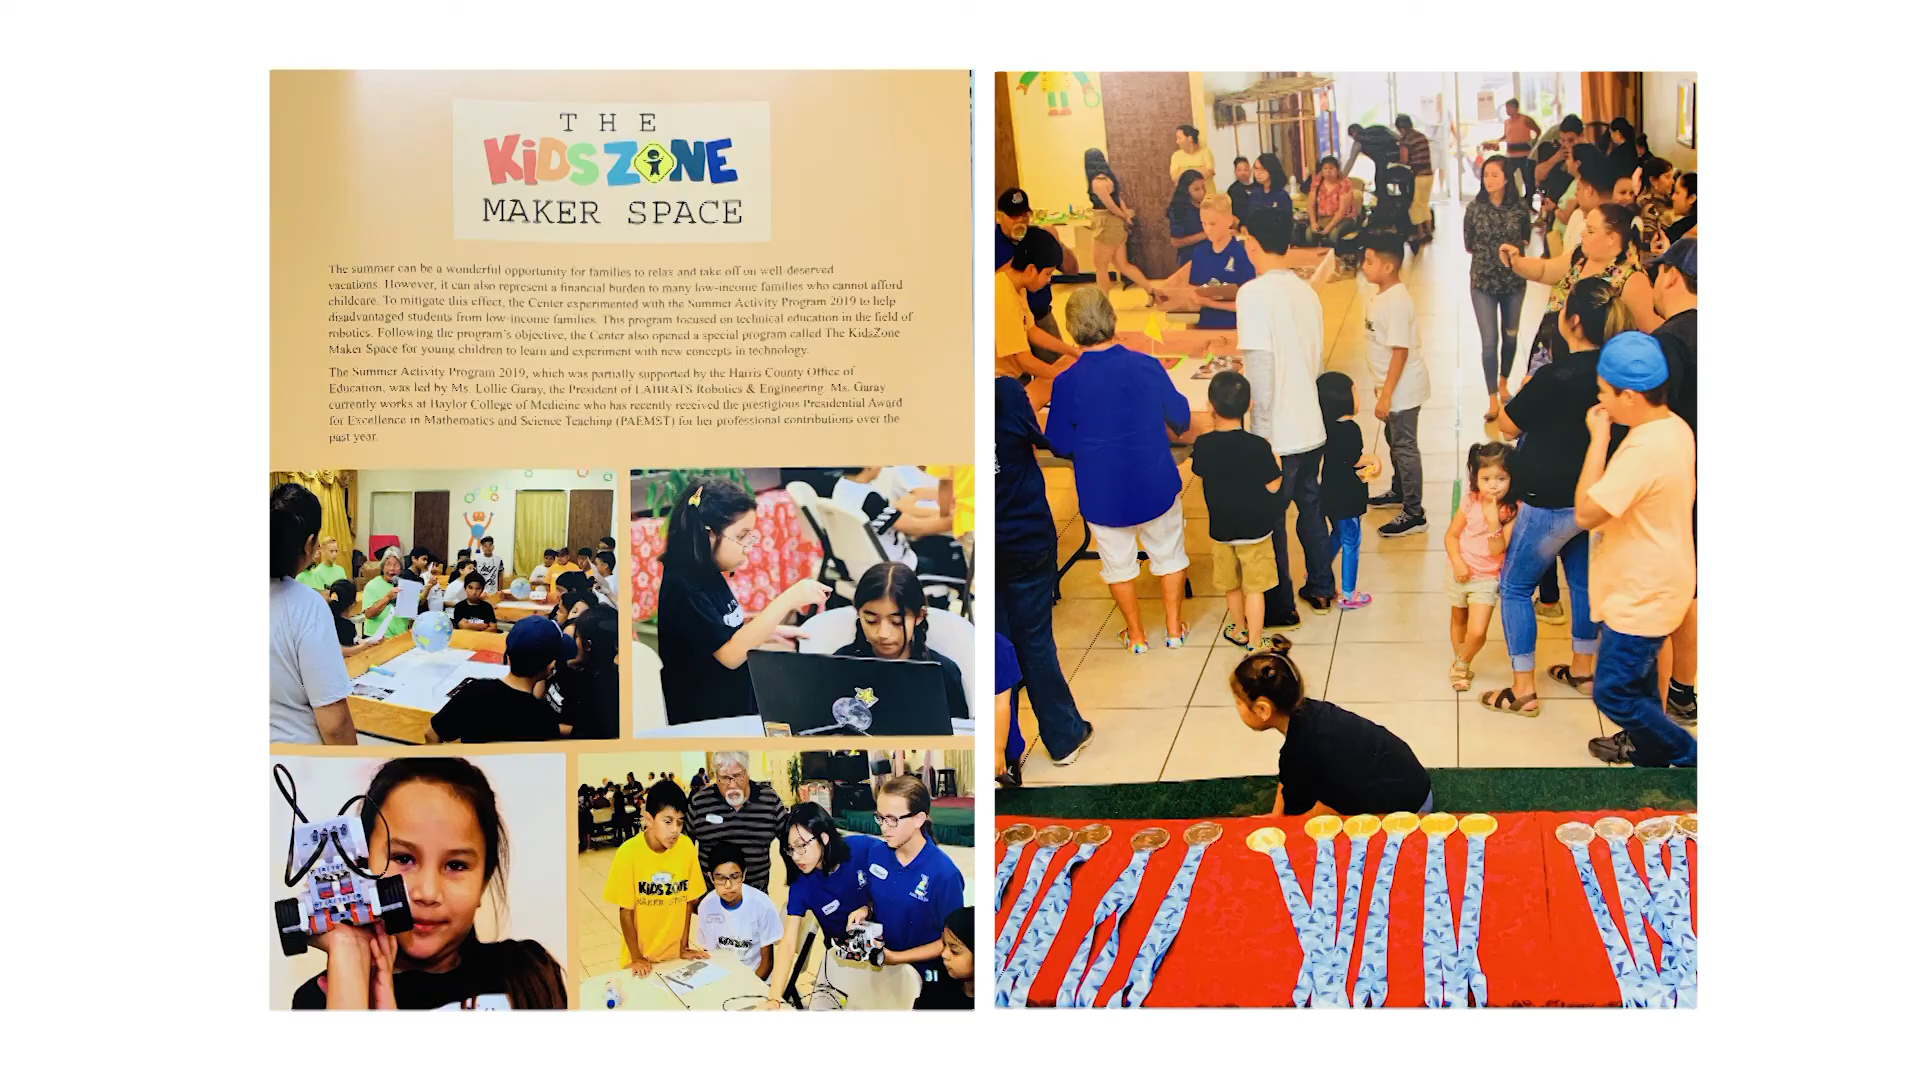 THE
KiDS ZONE
MAKER SPACE
The summer can be a wonderful opportunity for families to relax and take off on well-deserved
vacations. However, it can also represent a financial burden to many low-income families who cannot afford
childcare. To mitigate this effect, the Center experimented with the Summer Activity Program 2019 to help
disadvantaged students from low-income families. This program focused on technical education in the field of
robotics. Following the program's objective, the Center also opened a special program called The KidsZone
Maker Space for young children to learn and experiment with new concepts in technology.
The Summer Activity Program 2019, which was partially supported by the Harris County Office of
Education, was led by Ms. Lollie Garay, the President of LABRATS Robotics & Engineering. Ms. Garay
currently works at Baylor College of Medicine who has recently received the prestigious Presidential Award
for Excellence in Mathematics and Science Teaching (PAEMST) for her professional contributions over the
past year.
KiDS ZONE
MAKER SPACE
KiDS ZONE
31